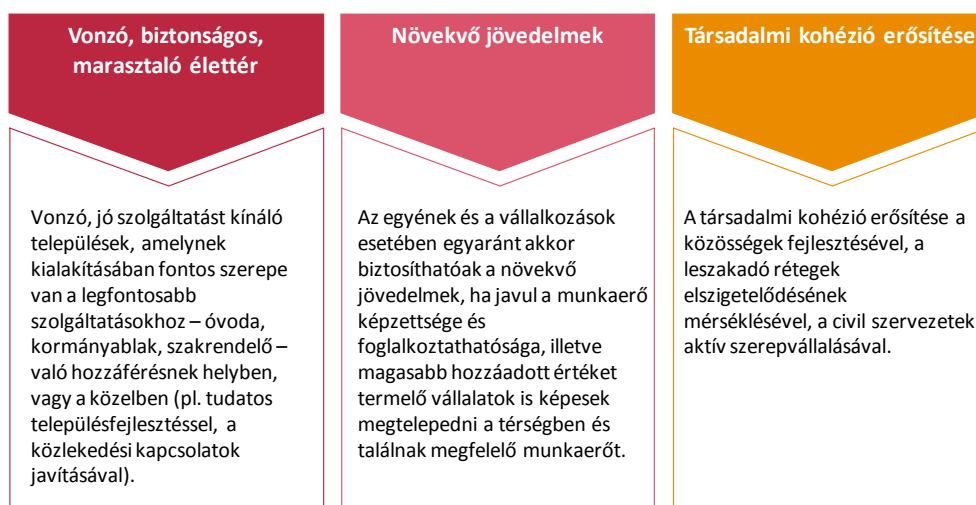 Vonzó, biztonságos,
marasztaló élettér
Vonzó, jó szolgáltatást kínáló
települések, amelynek
kialakításában fontos szerepe
van a legfontosabb
szolgáltatásokhoz – óvoda,
kormányablak, szakrendelő –
való hozzáférésnek helyben,
vagy a közelben (pl. tudatos
településfejlesztéssel, a
közlekedési kapcsolatok
javításával).
Növekvő jövedelmek
Az egyének és a vállalkozások
esetében egyaránt akkor
biztosíthatóak a növekvő
jövedelmek, ha javul a munkaerő
képzettsége és
foglalkoztathatósága, illetve
magasabb hozzáadott értéket
termelő vállalatok is képesek
megtelepedni a térségben és
találnak megfelelő munkaerőt.
Társadalmi kohézió erősítése
A társadalmi kohézió erősítése a
közösségek fejlesztésével, a
leszakadó rétegek
elszigetelődésének
mérséklésével, a civil szervezetek
aktív szerepvállalásával.